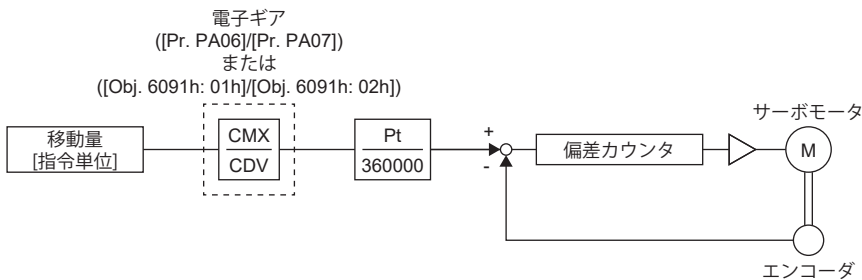 電子ギア
([Pr. PA06]/[Pr. PA07])
または
([Obj. 6091h: 01h]/[Obj. 6091h: 02h])
サーボモータ
移動量
[指令単位]
CMX
CDV
Pt
360000
+
-
偏差カウンタ
M
エンコーダ